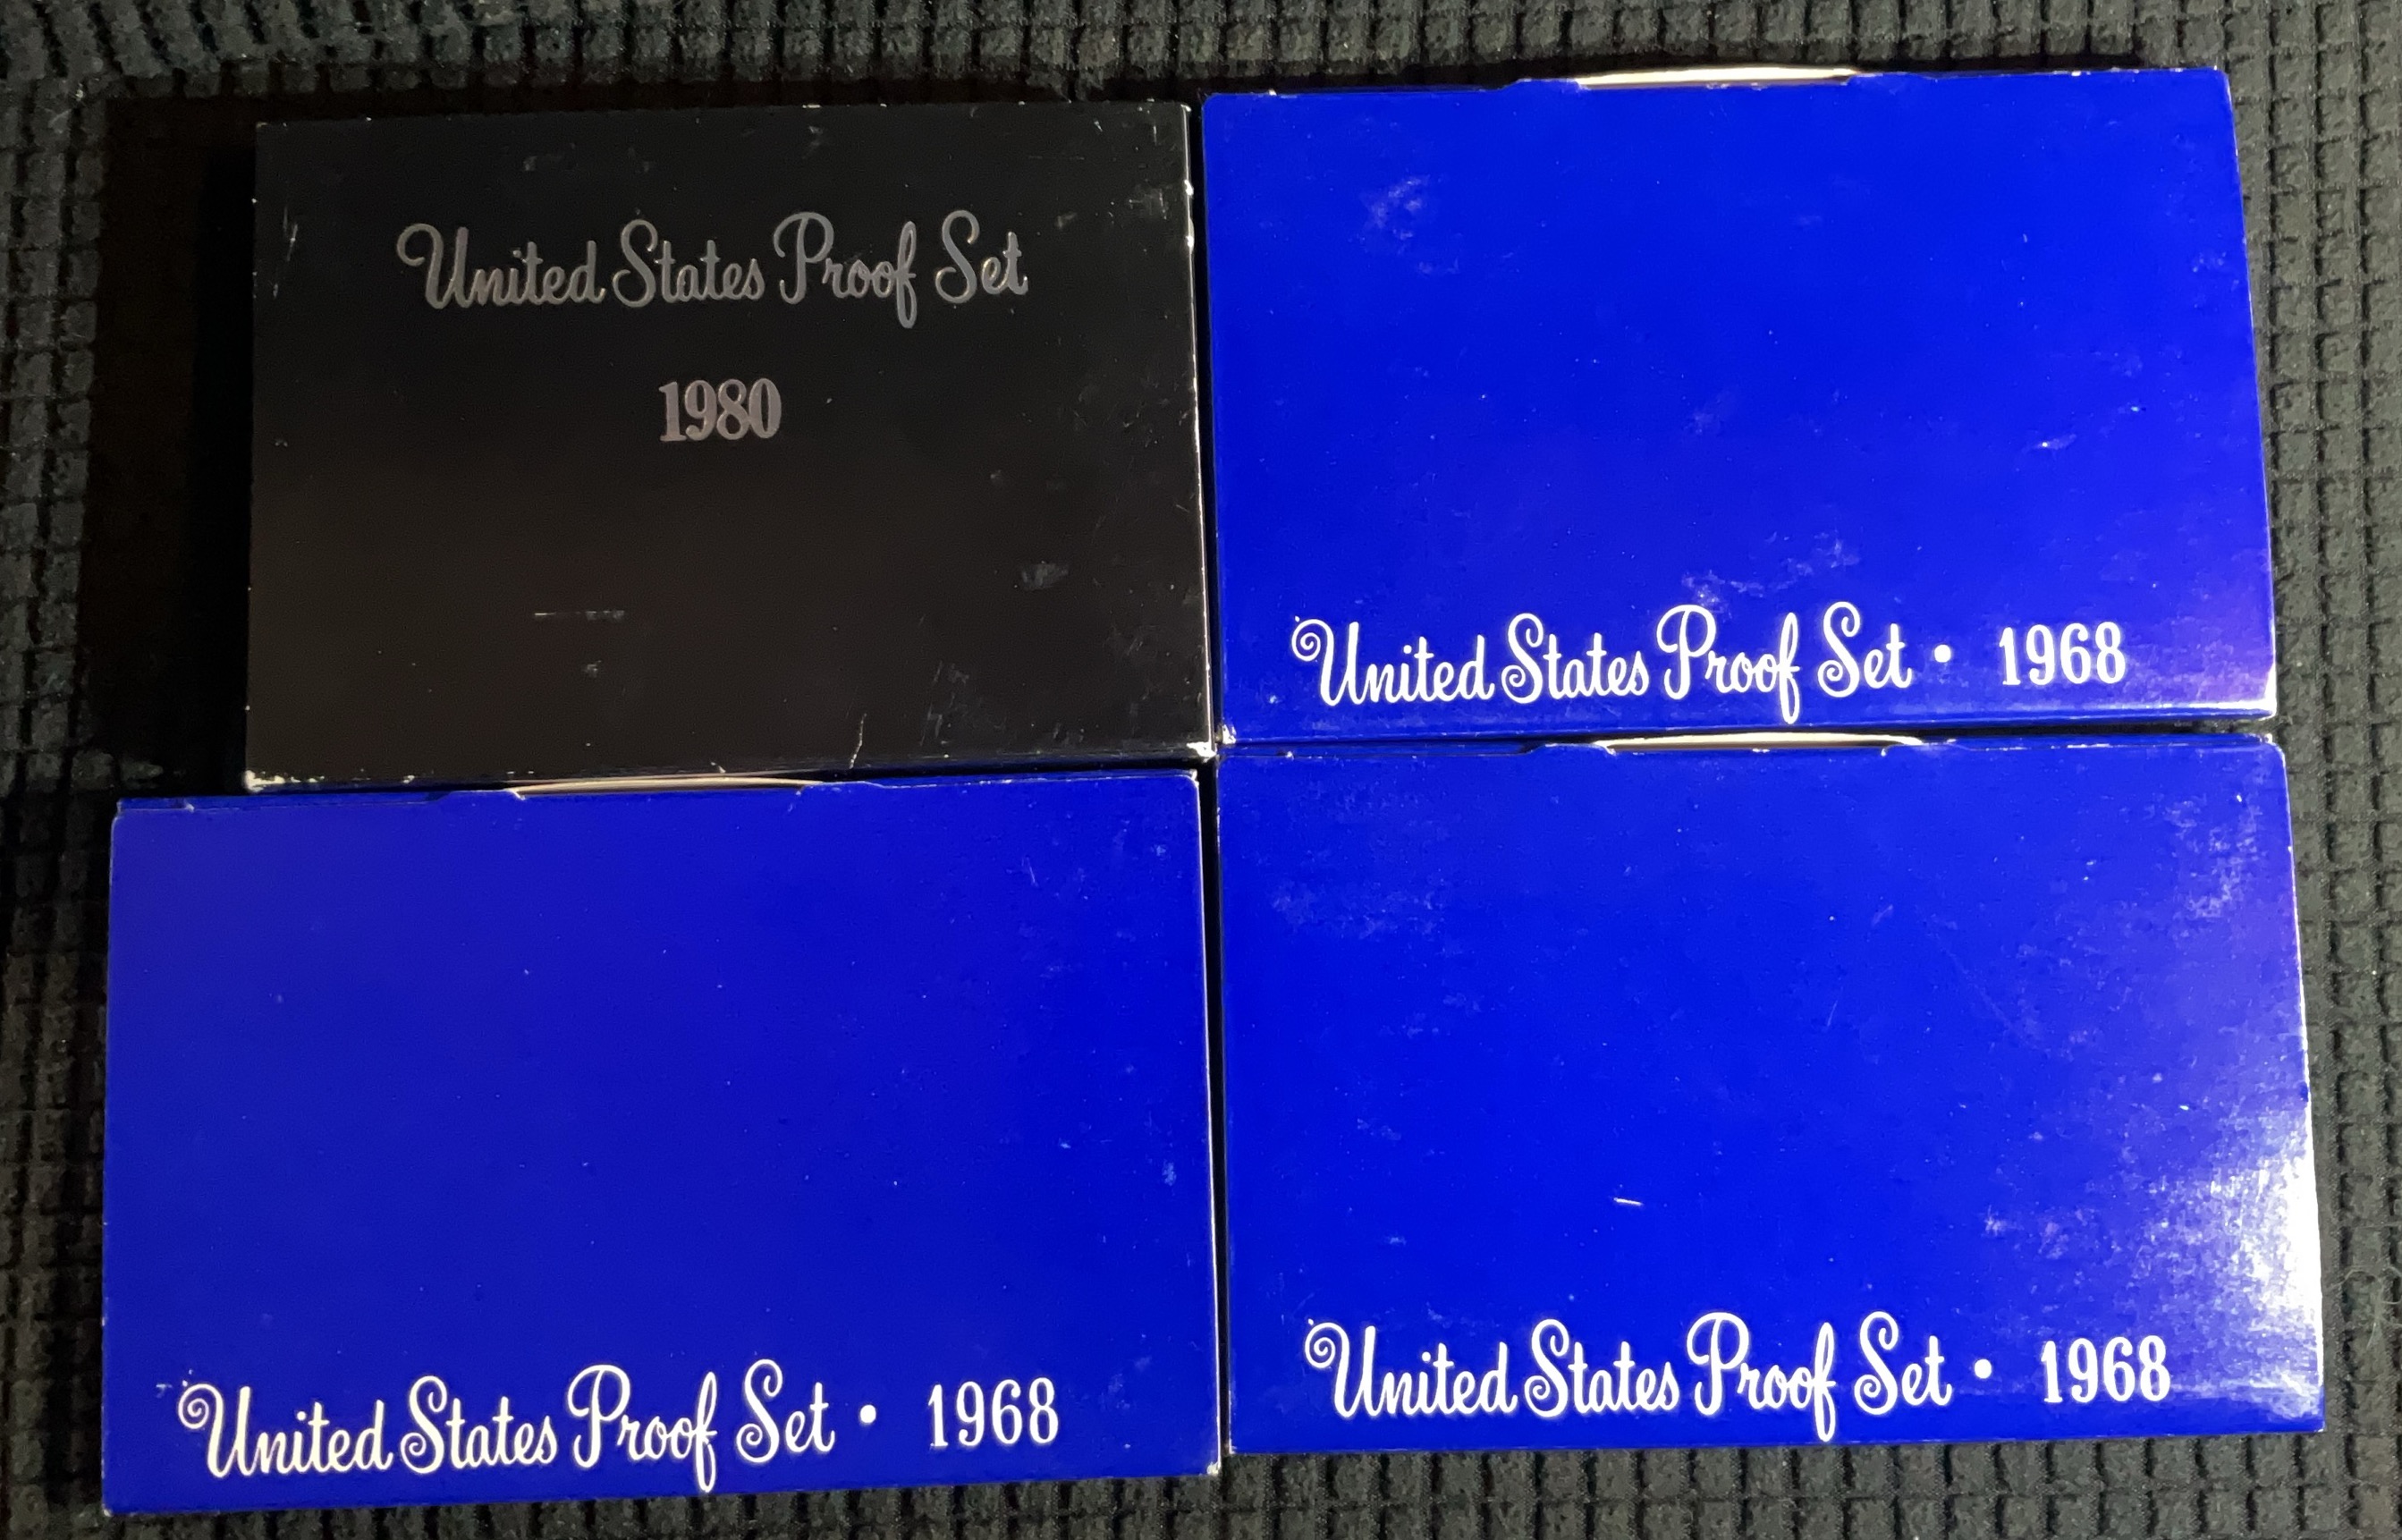 United States Proof Set
1980
United States Proof Set • 1968
United States Proof Set • 1968
United States Proof Set • 1968